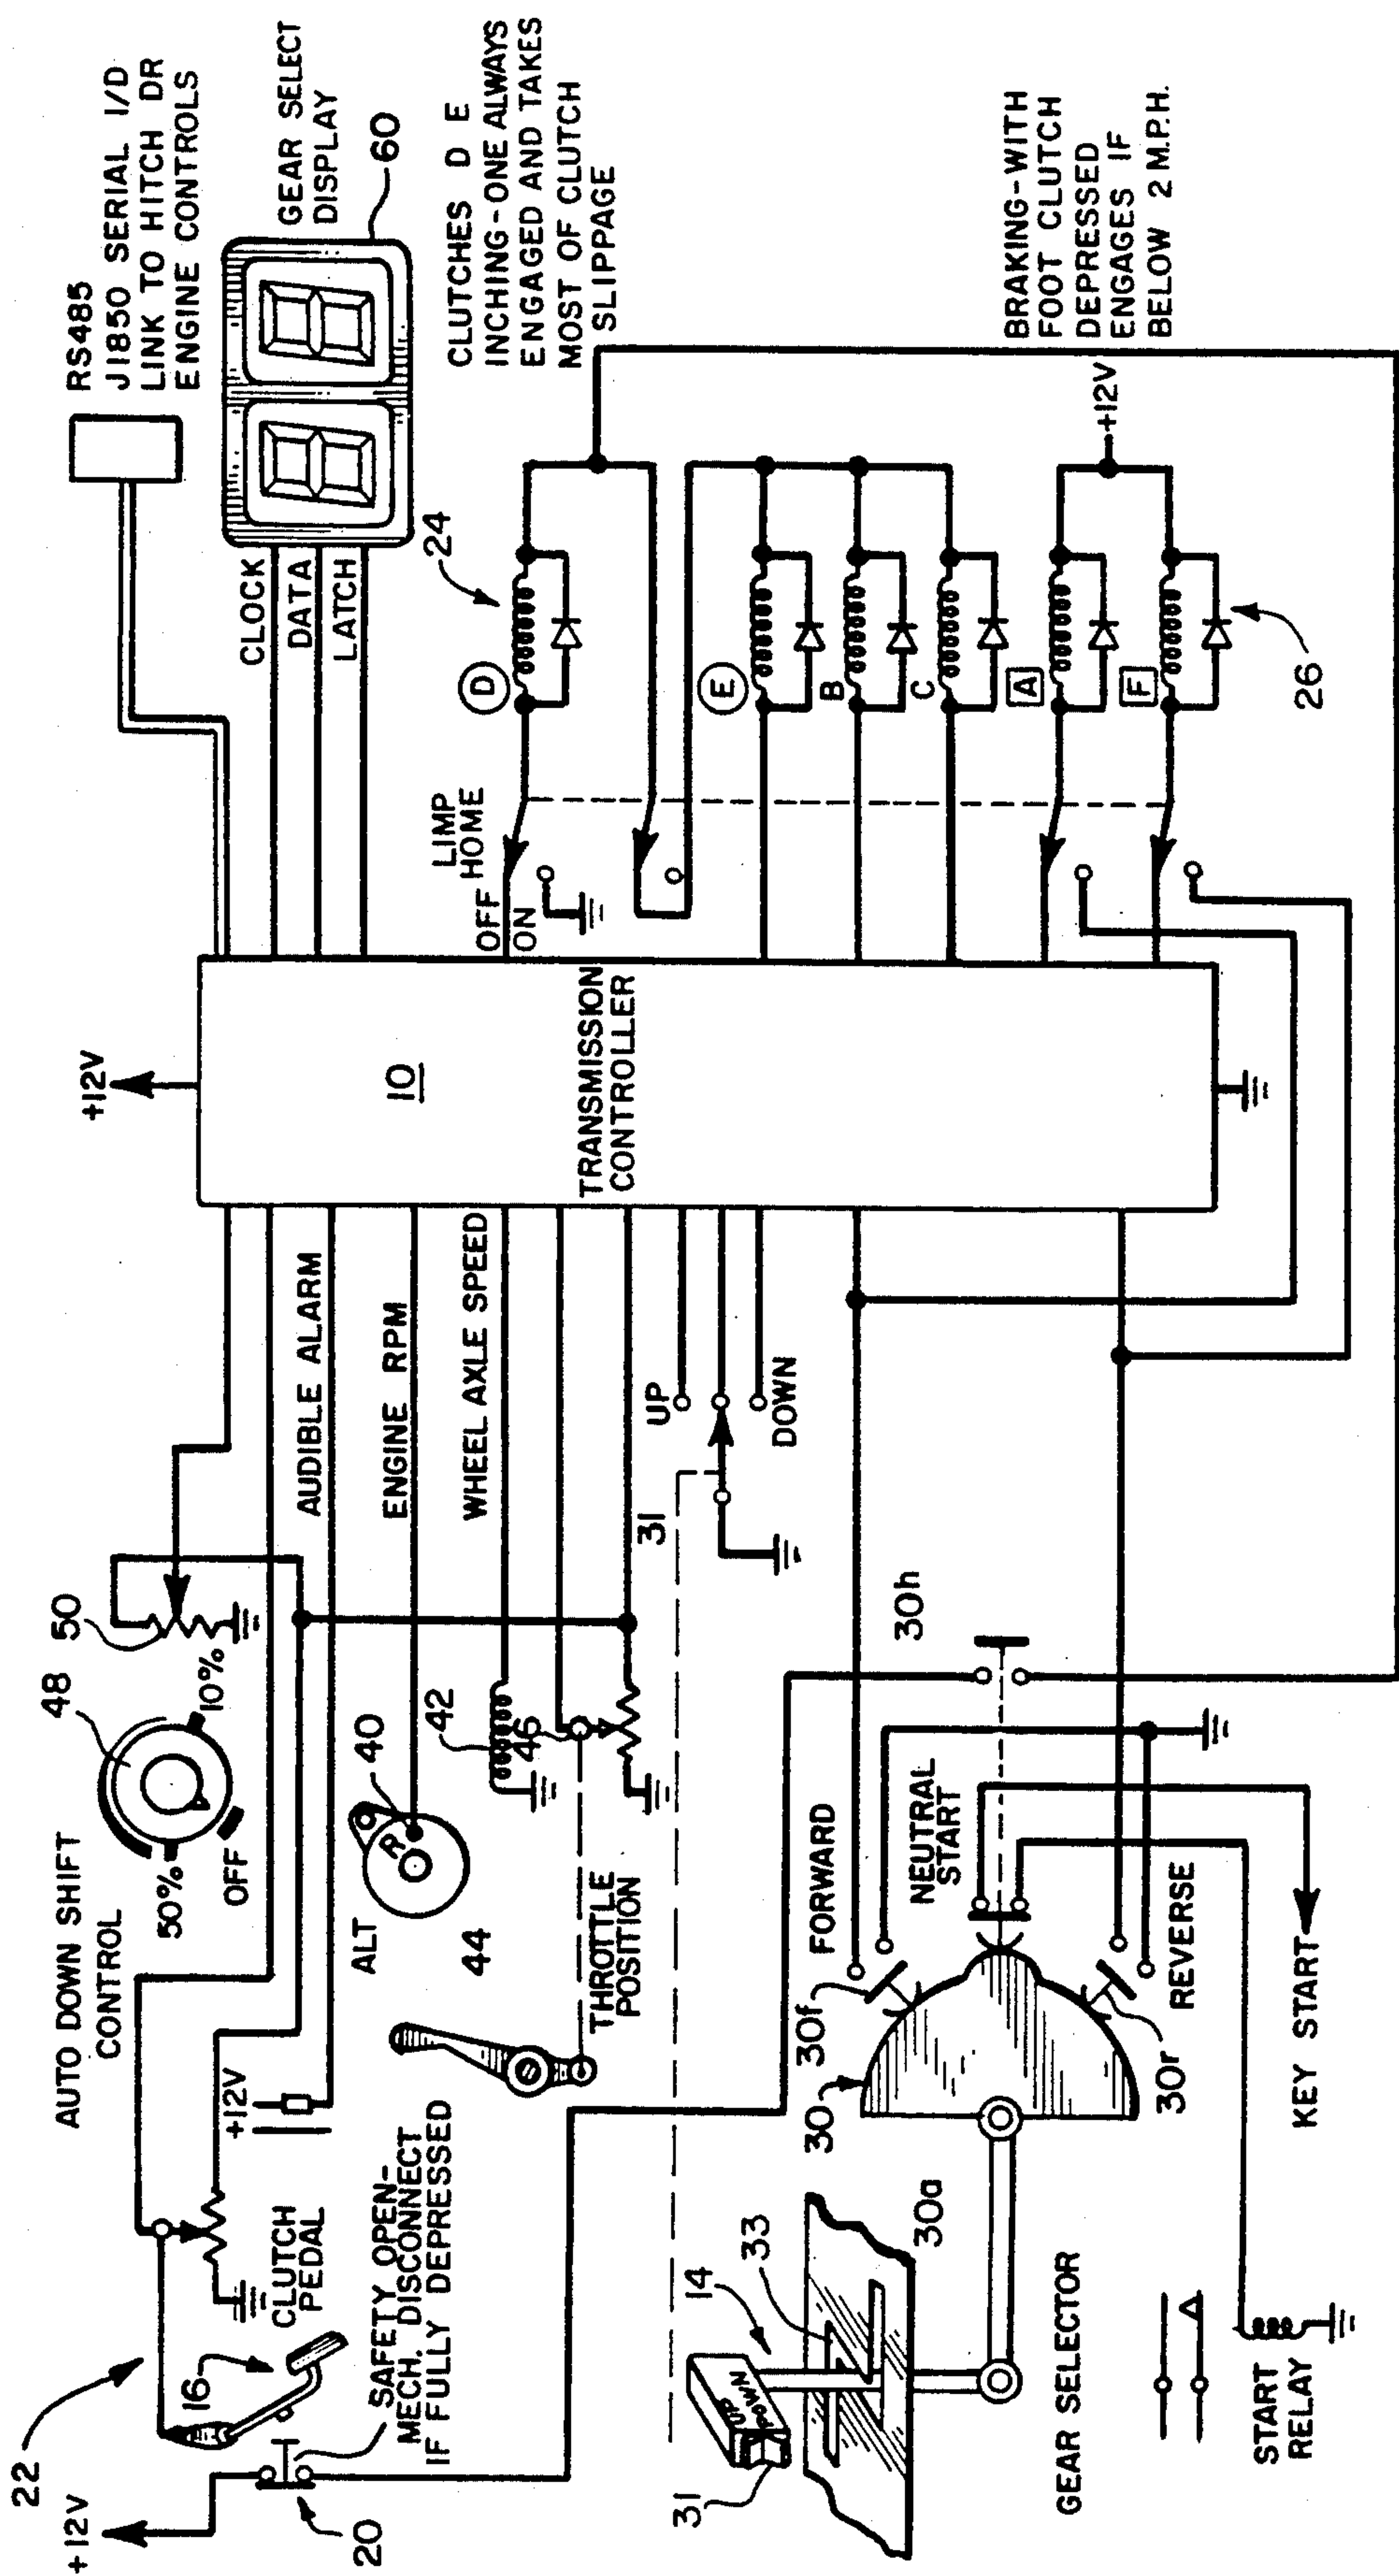 RS485
J1850 SERIAL I/D
LINK TO HITCH DR
ENGINE CONTROLS
GEAR SELECT
DISPLAY
60
CLOCK
DATA
LATCH
24
CLUTCHES D E
INCHING-ONE ALWAYS
ENGAGED AND TAKES
MOST OF CLUTCH
SLIPPAGE
BRAKING-WITH
FOOT CLUTCH
DEPRESSED
ENGAGES IF
BELOW 2 M.P.H.
+12V
D
E
B
C
A
F
26
LIMP
HOME
OFF
ON
+12V
10
TRANSMISSION
CONTROLLER
AUDIBLE ALARM
ENGINE RPM
WHEEL AXLE SPEED
UP
DOWN
31
50
48
10%
50%
OFF
AUTO DOWN SHIFT
CONTROL
ALT
R
40
42
46
44
THROTTLE
POSITION
+12V
22
+12V
16
CLUTCH
PEDAL
SAFETY OPEN-
MECH. DISCONNECT
IF FULLY DEPRESSED
20
30h
FORWARD
NEUTRAL
START
REVERSE
30f
30
30r
KEY START
30a
33
14
UP
DOWN
31
GEAR SELECTOR
START
RELAY